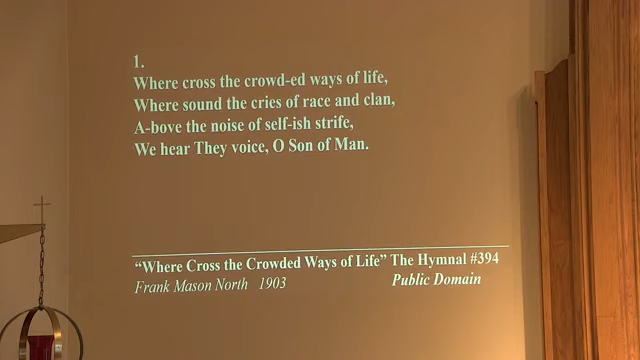 1.
Where cross the crowd-ed ways of life,
Where sound the cries of race and clan,
A-bove the noise of self-ish strife,
We hear They voice, O Son of Man.
“Where Cross the Crowded Ways of Life” The Hymnal #394
Frank Mason North 1903 Public Domain